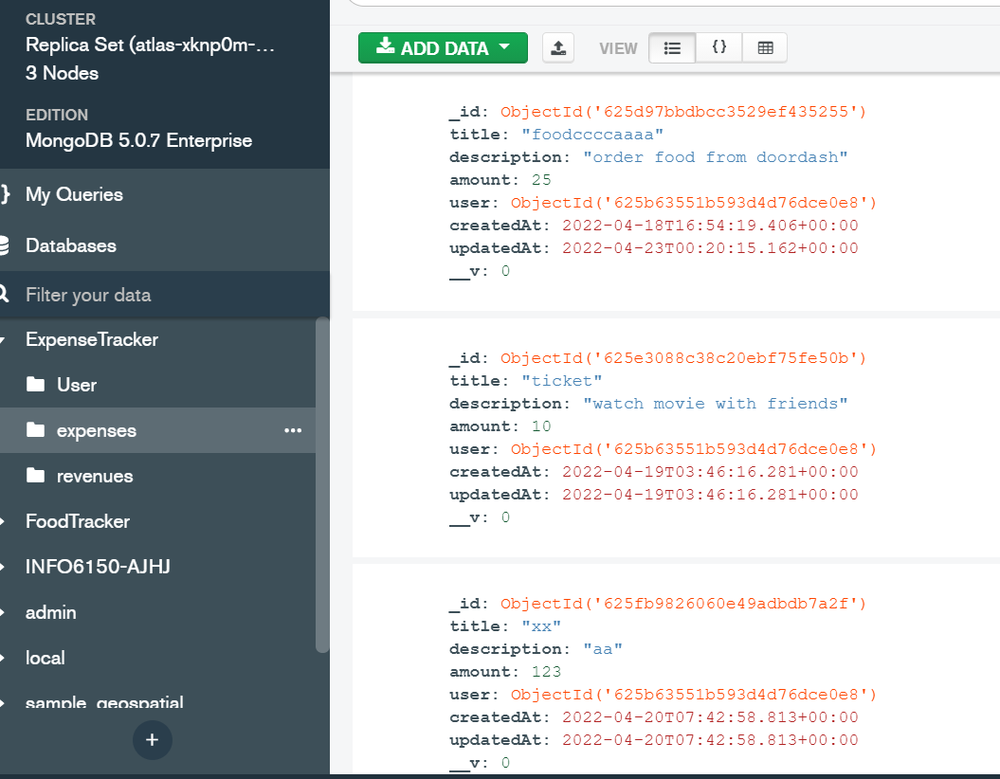 CLUSTER
Replica Set (atlas-xknp0m-...
3 Nodes
EDITION
MongoDB 5.0.7 Enterprise
} My Queries
Databases
Filter your data
ExpenseTracker
User
expenses ...
revenues
FoodTracker
INFO6150-AJHJ
admin
local
sample_geospatial
+
ADD DATA VIEW {}
_id: ObjectId('625d97bbdbcc3529ef435255')
title: "foodccccaaaa"
description: "order food from doordash"
amount: 25
user: ObjectId('625b63551b593d4d76dce0e8')
createdAt: 2022-04-18T16:54:19.406+00:00
updatedAt: 2022-04-23T00:20:15.162+00:00
__v: 0
_id: ObjectId('625e3088c38c20ebf75fe50b')
title: "ticket"
description: "watch movie with friends"
amount: 10
user: ObjectId('625b63551b593d4d76dce0e8')
createdAt: 2022-04-19T03:46:16.281+00:00
updatedAt: 2022-04-19T03:46:16.281+00:00
__v: 0
_id: ObjectId('625fb9826060e49adbdb7a2f')
title: "xx"
description: "aa"
amount: 123
user: ObjectId('625b63551b593d4d76dce0e8')
createdAt: 2022-04-20T07:42:58.813+00:00
updatedAt: 2022-04-20T07:42:58.813+00:00
__v: 0